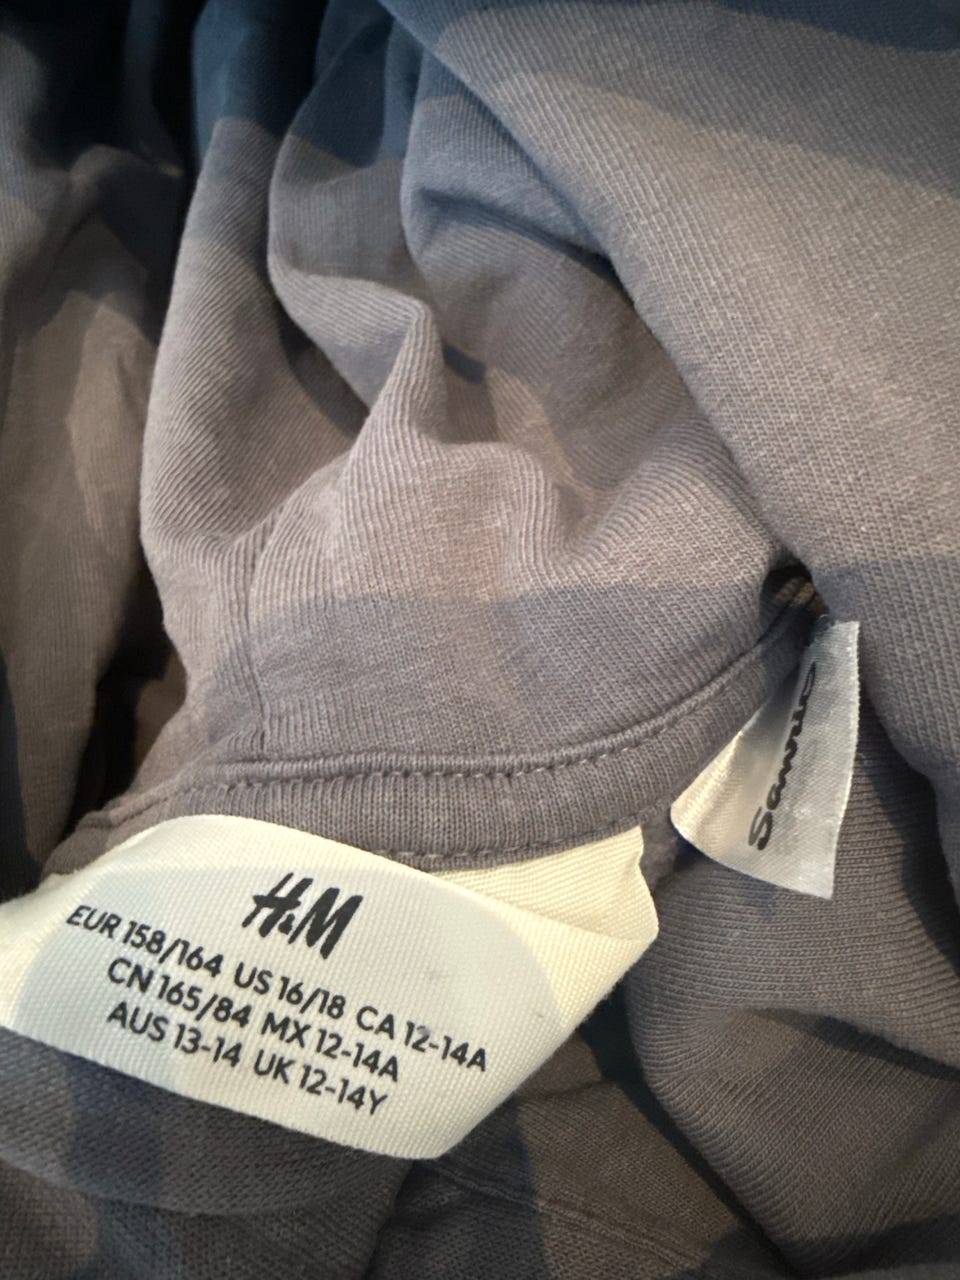 H&M
EUR 158/164 US 16/18 CA 12-14A
CN 165/84 MX 12-14A
AUS 13-14 UK 12-14Y